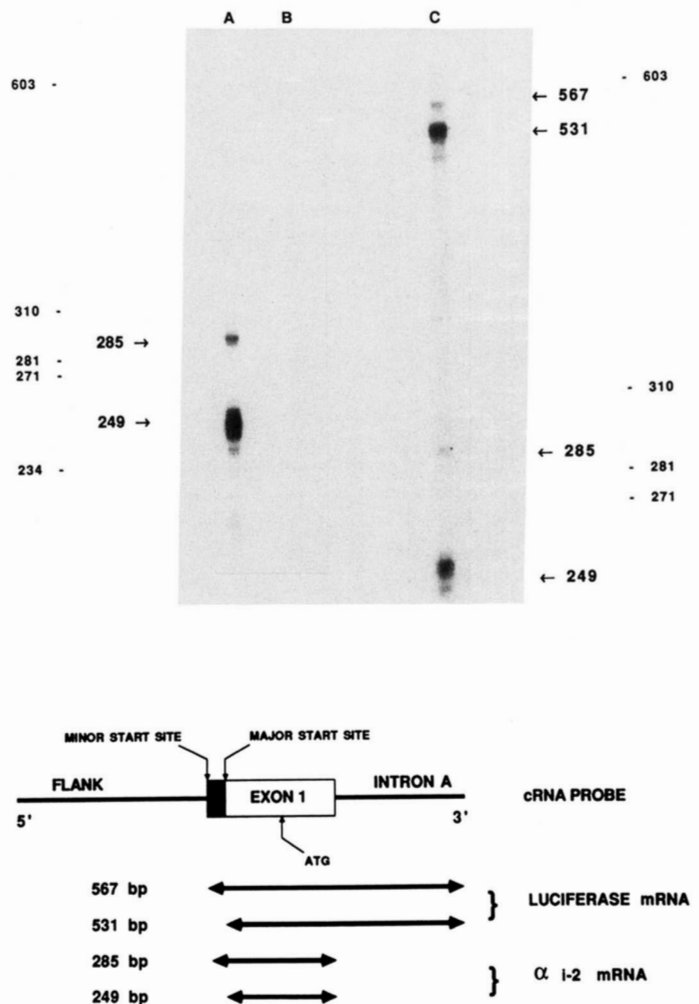 A B C
603 -
- 603
← 567
← 531
310 -
285 →
281 -
271 -
- 310
249 →
← 285
234 -
- 281
- 271
← 249
MINOR START SITE
MAJOR START SITE
FLANK
EXON 1
INTRON A
cRNA PROBE
5'
3'
ATG
567 bp
531 bp
} LUCIFERASE mRNA
285 bp
249 bp
} α i-2 mRNA